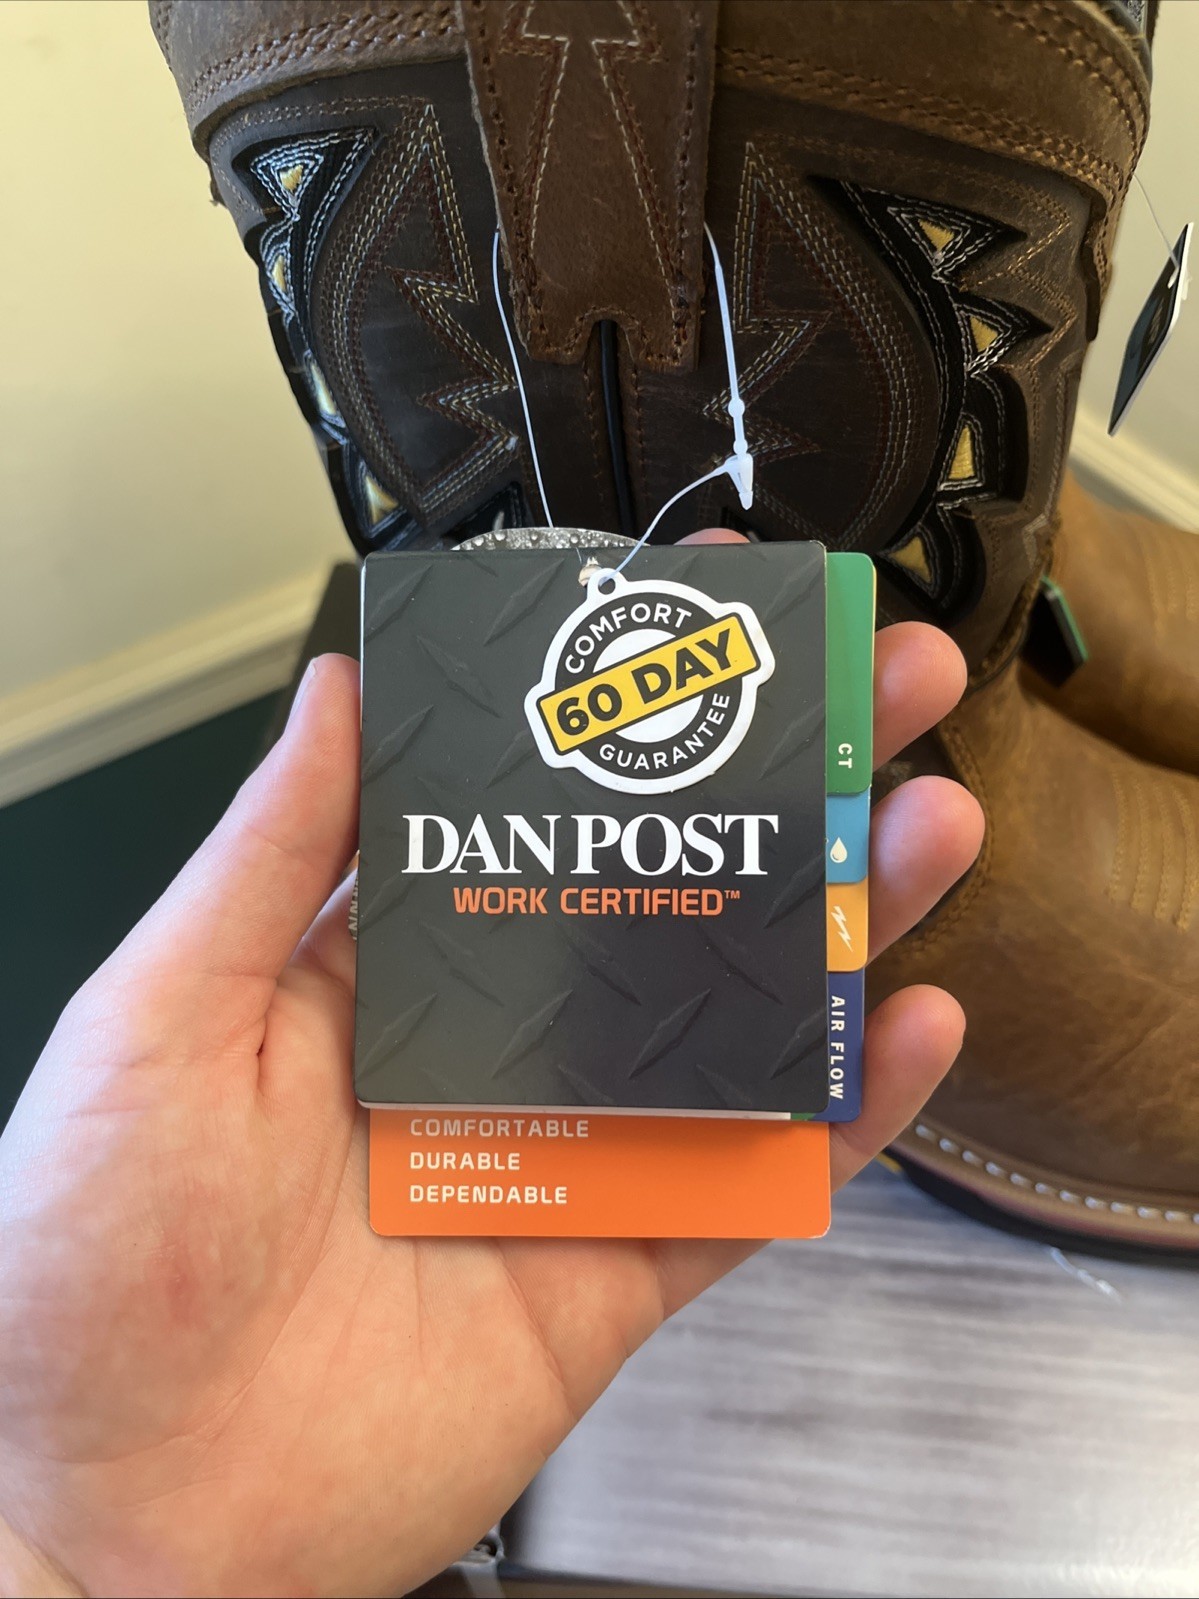 COMFORT
60 DAY
GUARANTEE
DAN POST
WORK CERTIFIED™
CT
AIR FLOW
COMFORTABLE
DURABLE
DEPENDABLE